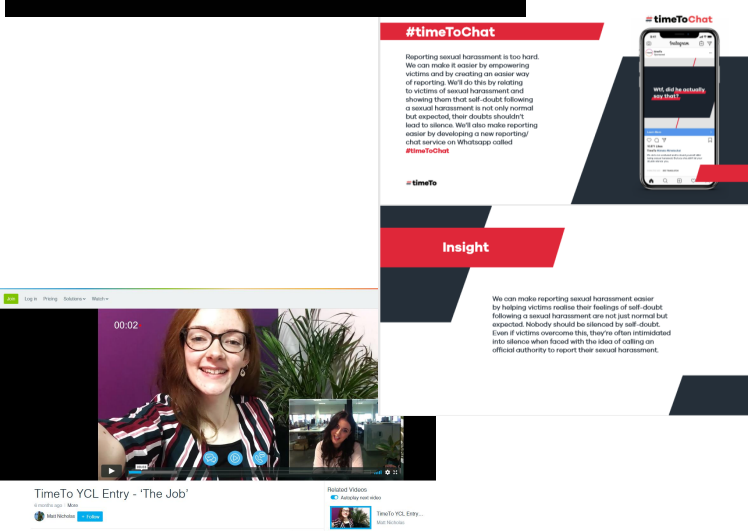 #timeToChat
Reporting sexual harassment is too hard.
We can make it easier by empowering
victims and by creating an easier way
of reporting. We'll do this by relating
to victims of sexual harassment and
showing them that self-doubt following
a sexual harassment is not only normal
but expected, their doubts shouldn't
lead to silence. We'll also make reporting
easier by developing a new reporting/
chat service on Whatsapp called
#timeToChat
#timeTo
#timeToChat
Instagram
Wtf, did he actually
say that?
Insight
We can make reporting sexual harassment easier
by helping victims realise their feelings of self-doubt
following a sexual harassment are not just normal but
expected. Nobody should be silenced by self-doubt.
Even if victims overcome this, they're often intimidated
into silence when faced with the idea of calling an
official authority to report their sexual harassment.
Join Log in Pricing Solutions Watch
00:02
TimeTo YCL Entry - 'The Job'
6 months ago More
Matt Nicholas + Follow
Related Videos
Autoplay next video
TimeTo YCL Entry...
Matt Nicholas